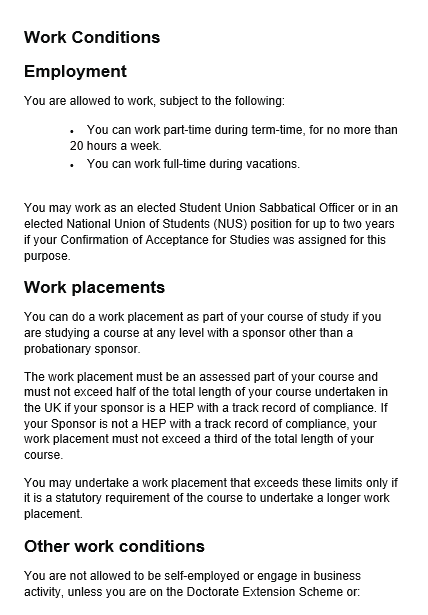 Work Conditions
Employment
You are allowed to work, subject to the following:
• You can work part-time during term-time, for no more than
20 hours a week.
• You can work full-time during vacations.
You may work as an elected Student Union Sabbatical Officer or in an
elected National Union of Students (NUS) position for up to two years
if your Confirmation of Acceptance for Studies was assigned for this
purpose.
Work placements
You can do a work placement as part of your course of study if you
are studying a course at any level with a sponsor other than a
probationary sponsor.
The work placement must be an assessed part of your course and
must not exceed half of the total length of your course undertaken in
the UK if your sponsor is a HEP with a track record of compliance. If
your Sponsor is not a HEP with a track record of compliance, your
work placement must not exceed a third of the total length of your
course.
You may undertake a work placement that exceeds these limits only if
it is a statutory requirement of the course to undertake a longer work
placement.
Other work conditions
You are not allowed to be self-employed or engage in business
activity, unless you are on the Doctorate Extension Scheme or: